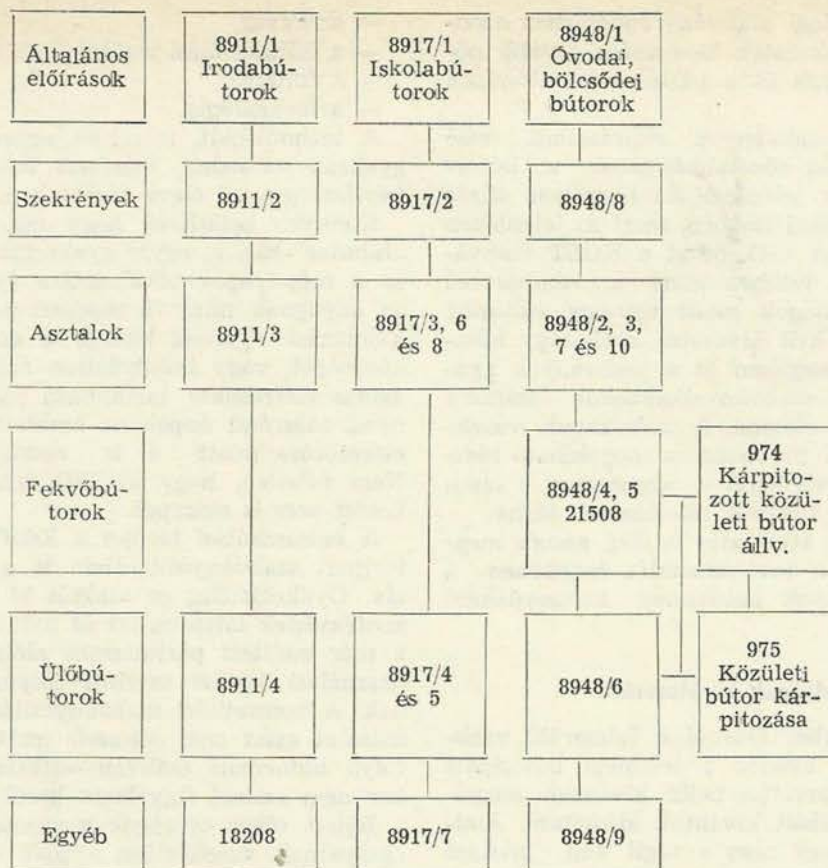 Általános
előírások
8911/1
Irodabú-
torok
8917/1
Iskolabú-
torok
8948/1
Óvodai,
bölcsődei
bútorok
Szekrények
8911/2
8917/2
8948/8
Asztalok
8911/3
8917/3, 6
és 8
8948/2, 3,
7 és 10
Fekvőbú-
torok
8948/4, 5
21508
974
Kárpito-
zott közü-
leti bútor
állv.
Ülőbú-
torok
8911/4
8917/4
és 5
8948/6
975
Közületi
bútor kár-
pitozása
Egyéb
18208
8917/7
8948/9